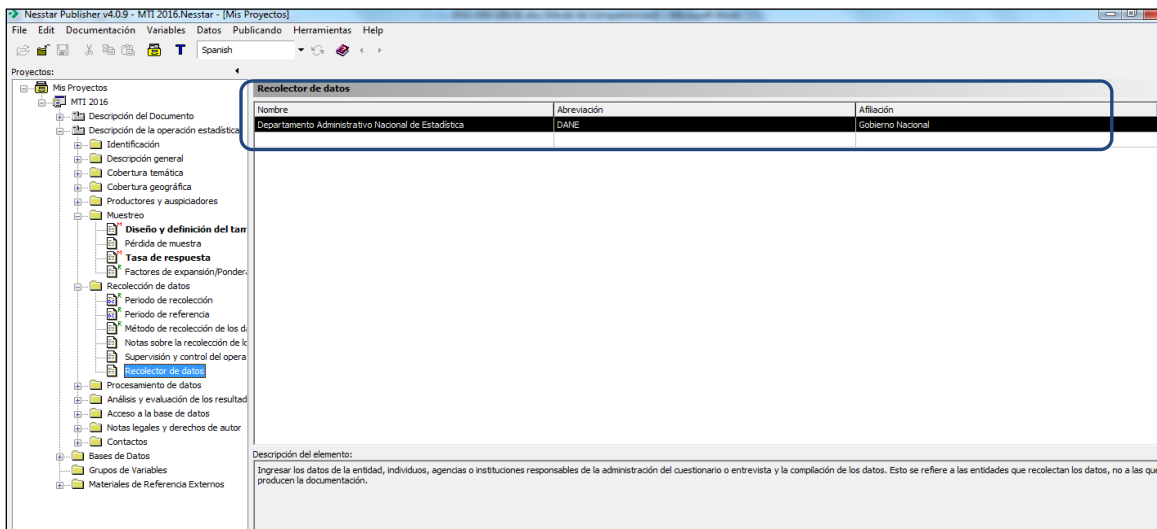 Nesstar Publisher v4.0.9 - MTI 2016.Nesstar - [Mis Proyectos]
File Edit Documentación Variables Datos Publicando Herramientas Help
T Spanish
Proyectos:
Mis Proyectos
MTI 2016
Descripción del Documento
Descripción de la operación estadística
Identificación
Descripción general
Cobertura temática
Cobertura geográfica
Productores y auspiciadores
Muestreo
Diseño y definición del tam
Pérdida de muestra
Tasa de respuesta
Factores de expansión/Ponder
Recolección de datos
Periodo de recolección
Periodo de referencia
Método de recolección de los d
Notas sobre la recolección de lo
Supervisión y control del opera
Recolector de datos
Procesamiento de datos
Análisis y evaluación de los resultad
Acceso a la base de datos
Notas legales y derechos de autor
Contactos
Bases de Datos
Grupos de Variables
Materiales de Referencia Externos
Recolector de datos
Nombre Abreviación Afiliación
Departamento Administrativo Nacional de Estadística DANE Gobierno Nacional
Descripción del elemento:
Ingresar los datos de la entidad, individuos, agencias o instituciones responsables de la administración del cuestionario o entrevista y la compilación de los datos. Esto se refiere a las entidades que recolectan los datos, no a las que
producen la documentación.